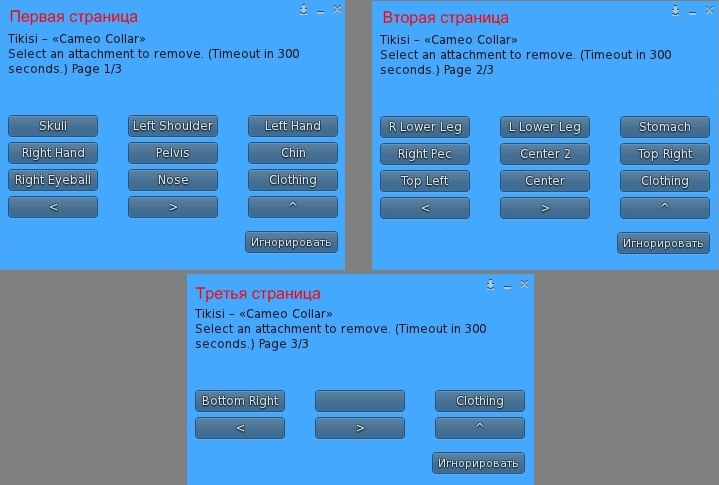 Первая страница
Tikisi – «Cameo Collar»
Select an attachment to remove. (Timeout in 300
seconds.) Page 1/3
Skull Left Shoulder Left Hand
Right Hand Pelvis Chin
Right Eyeball Nose Clothing
< > ^
Игнорировать
Вторая страница
Tikisi – «Cameo Collar»
Select an attachment to remove. (Timeout in 300
seconds.) Page 2/3
R Lower Leg L Lower Leg Stomach
Right Pec Center 2 Top Right
Top Left Center Clothing
< > ^
Игнорировать
Третья страница
Tikisi – «Cameo Collar»
Select an attachment to remove. (Timeout in 300
seconds.) Page 3/3
Bottom Right Clothing
< > ^
Игнорировать